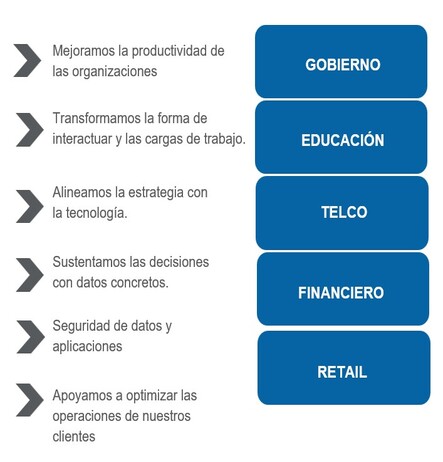 Mejoramos la productividad de
las organizaciones
GOBIERNO
Transformamos la forma de
interactuar y las cargas de trabajo.
EDUCACIÓN
Alineamos la estrategia con
la tecnología.
TELCO
Sustentamos las decisiones
con datos concretos.
FINANCIERO
Seguridad de datos y
aplicaciones
RETAIL
Apoyamos a optimizar las
operaciones de nuestros
clientes